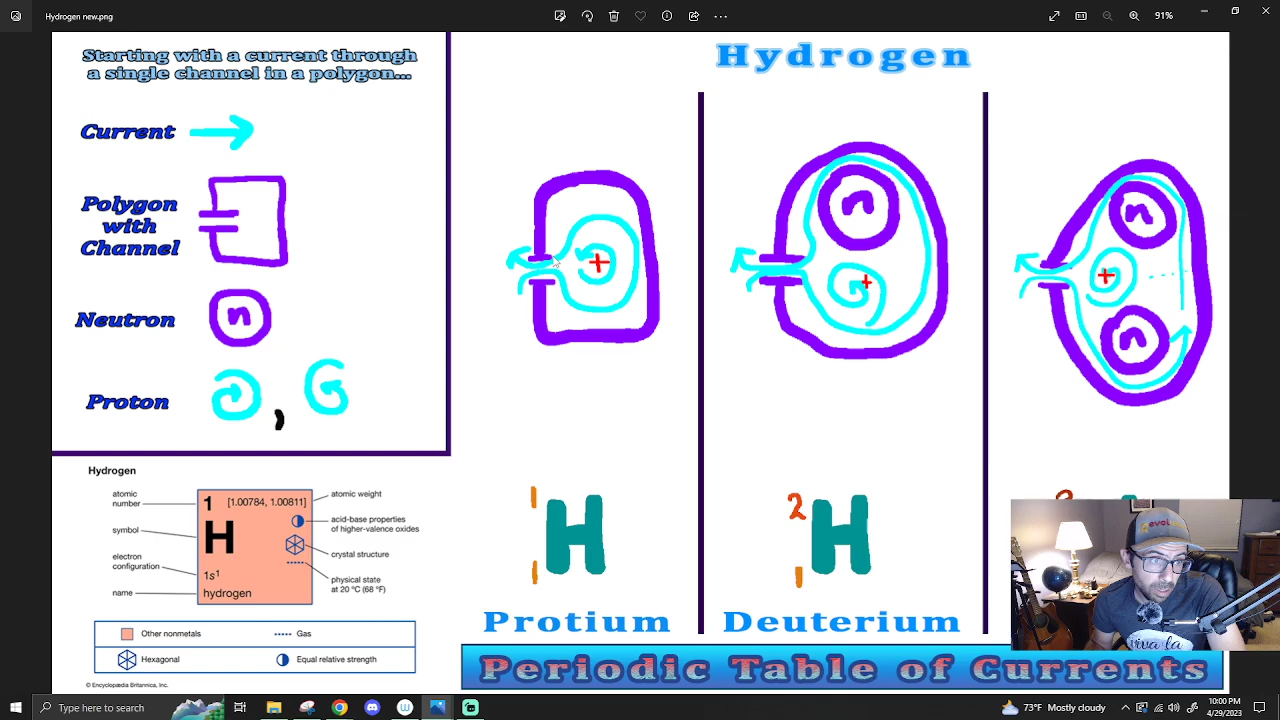 Hydrogen new.png
91%
Starting with a current through
a single channel in a polygon...
Current
Polygon
with
Channel
Neutron
n
Proton
,
Hydrogen
+
n
+
n
+
n
1
1
H
2
1
H
Protium
Deuterium
Periodic Table of Currents
Hydrogen
atomic
number
symbol
electron
configuration
name
1
[1.00784, 1.00811]
H
1s¹
hydrogen
atomic weight
acid-base properties
of higher-valence oxides
crystal structure
physical state
at 20 °C (68 °F)
Other nonmetals
Gas
Hexagonal
Equal relative strength
© Encyclopædia Britannica, Inc.
Type here to search
73°F Mostly cloudy
10:00 PM
4/29/2023